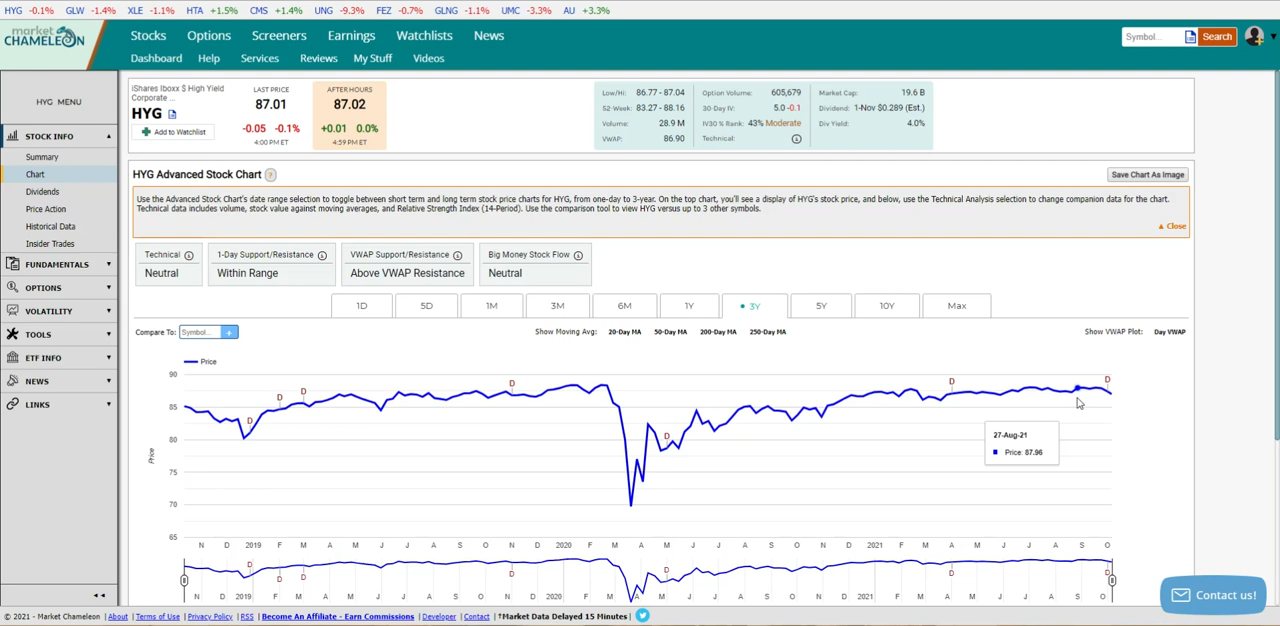 HYG -0.1% GLW -1.4% XLE -1.1% HTA +1.5% CMS +1.4% UNG -9.3% FEZ -0.7% GLNG -1.1% UMC -3.3% AU +3.3%
market
CHAMELEON
Stocks Options Screeners Earnings Watchlists News
Dashboard Help Services Reviews My Stuff Videos
Symbol... Search
HYG MENU
STOCK INFO
Summary
Chart
Dividends
Price Action
Historical Data
Insider Trades
FUNDAMENTALS
OPTIONS
VOLATILITY
TOOLS
ETF INFO
NEWS
LINKS
iShares Iboxx $ High Yield
Corporate ...
HYG
Add to Watchlist
LAST PRICE
87.01
-0.05 -0.1%
4:00 PM ET
AFTER HOURS
87.02
+0.01 0.0%
4:59 PM ET
Low/Hi: 86.77 - 87.04
52-Week: 83.27 - 88.16
Volume: 28.9 M
VWAP: 86.90
Option Volume: 605,679
30-Day IV: 5.0 -0.1
IV30 % Rank: 43% Moderate
Technical:
Market Cap: 19.6 B
Dividend: 1-Nov $0.289 (Est.)
Div Yield: 4.0%
HYG Advanced Stock Chart ?
Save Chart As Image
Use the Advanced Stock Chart's date range selection to toggle between short term and long term stock price charts for HYG, from one-day to 3-year. On the top chart, you'll see a display of HYG's stock price, and below, use the Technical Analysis selection to change companion data for the chart.
Technical data includes volume, stock value against moving averages, and Relative Strength Index (14-Period). Use the comparison tool to view HYG versus up to 3 other symbols.
▲ Close
Technical
Neutral
1-Day Support/Resistance
Within Range
VWAP Support/Resistance
Above VWAP Resistance
Big Money Stock Flow
Neutral
1D 5D 1M 3M 6M 1Y 3Y 5Y 10Y Max
Compare To: Symbol... +
Show Moving Avg: 20-Day MA 50-Day MA 200-Day MA 250-Day MA
Show VWAP Plot: Day VWAP
Price
90
85
80
75
70
65
Price
D D D D D D D
27-Aug-21
Price: 87.96
N D 2019 F M A M J J A S O N D 2020 F M A M J J A S O N D 2021 F M A M J J A S O
D D D D D D D
N D 2019 F M A M J J A S O N D 2020 F M A M J J A S O N D 2021 F M A M J J A S O
◄◄
Contact us!
© 2021 - Market Chameleon | About | Terms of Use | Privacy Policy | RSS | Become An Affiliate - Earn Commissions | Developer | Contact | †Market Data Delayed 15 Minutes |